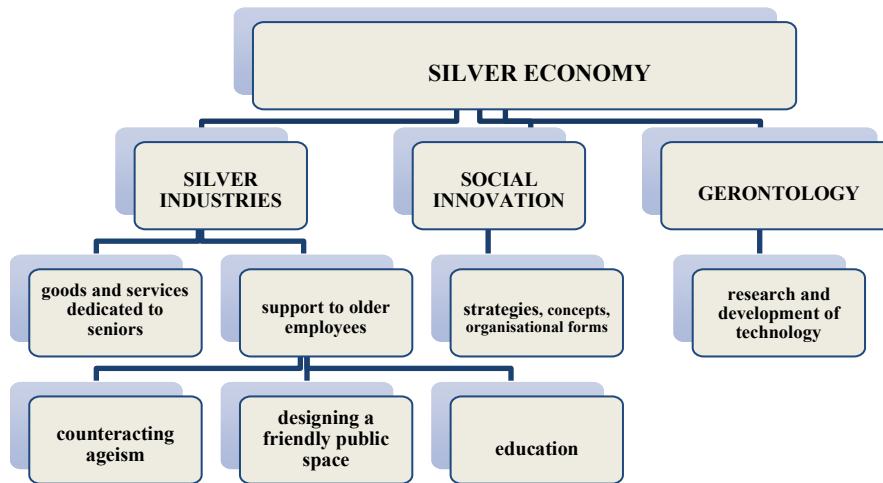 SILVER ECONOMY
SILVER
INDUSTRIES
SOCIAL
INNOVATION
GERONTOLOGY
goods and services
dedicated to
seniors
support to older
employees
strategies, concepts,
organisational forms
research and
development of
technology
counteracting
ageism
designing a
friendly public
space
education